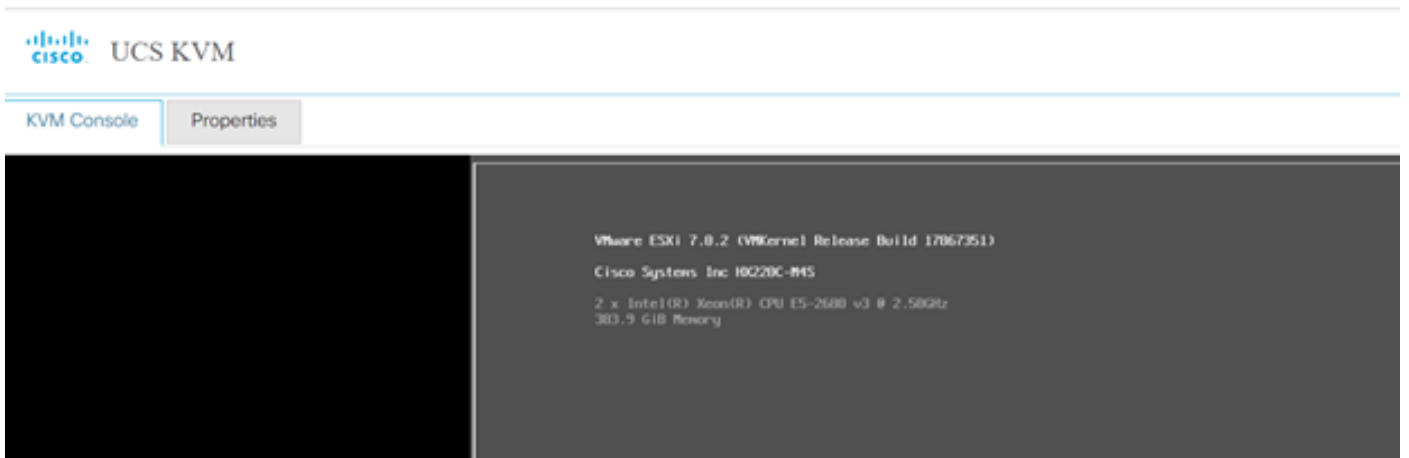 cisco UCS KVM
KVM Console Properties
VMware ESXi 7.0.2 (VMKernel Release Build 17867351)
Cisco Systems Inc HX220C-M4S
2 x Intel(R) Xeon(R) CPU E5-2680 v3 @ 2.50GHz
383.9 GiB Memory